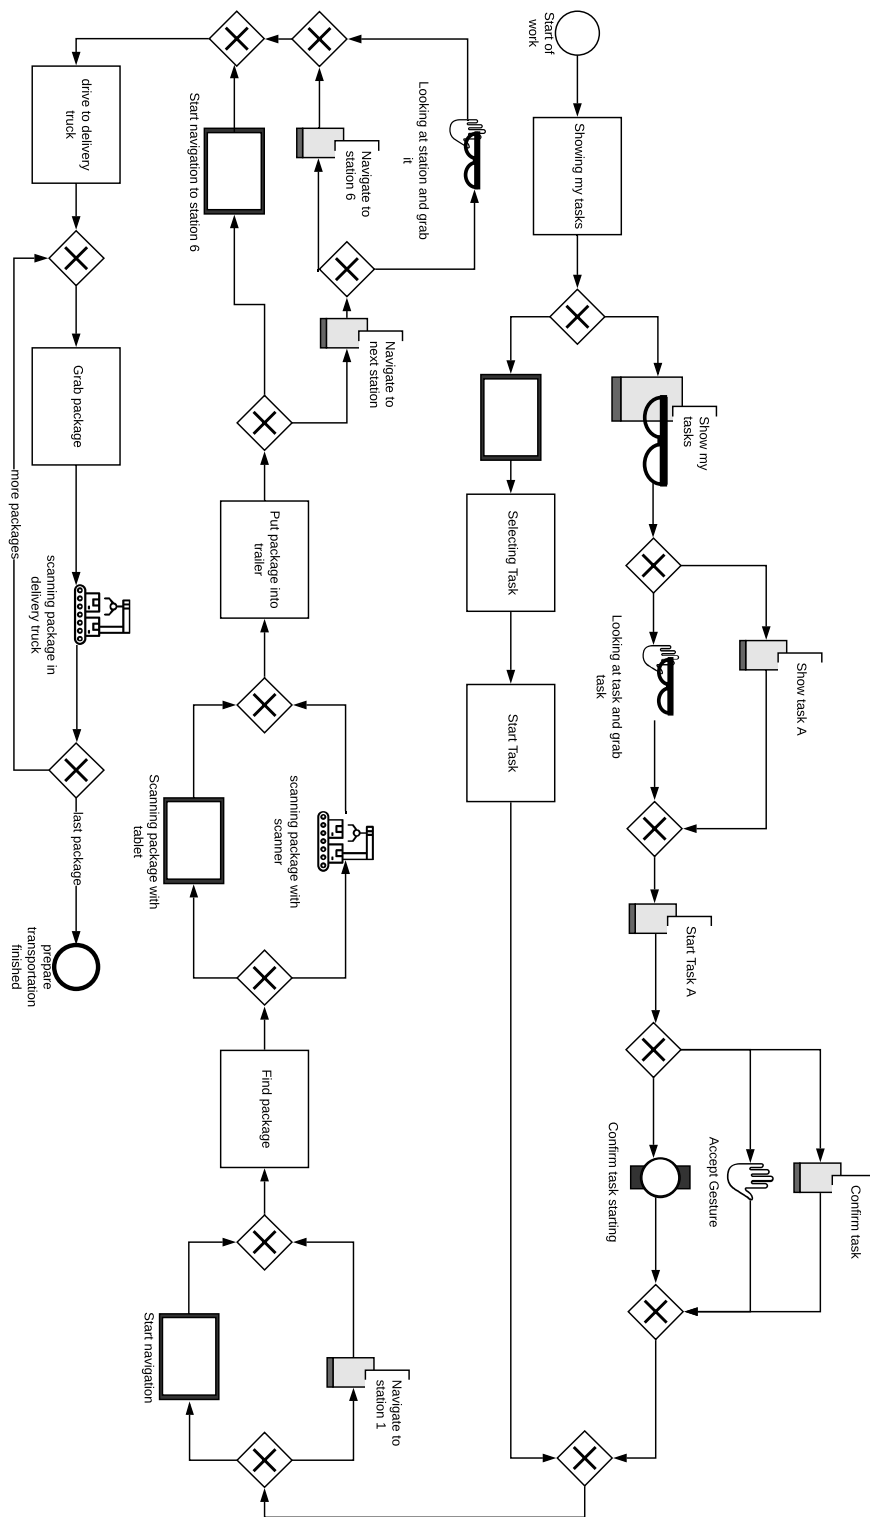 Start of
work
Showing my tasks
Show my
tasks
Show task A
Looking at task and grab
task
Start Task A
Confirm task
Accept Gesture
Confirm task starting
Selecting Task
Start Task
Navigate to
station 1
Start navigation
Find package
scanning package with
scanner
Scanning package with
tablet
Put package into
trailer
Navigate to
next station
Looking at station and grab
it
Navigate to
station 6
Start navigation to station 6
drive to delivery
truck
Grab package
more packages
scanning package in
delivery truck
last package
prepare
transportation
finished